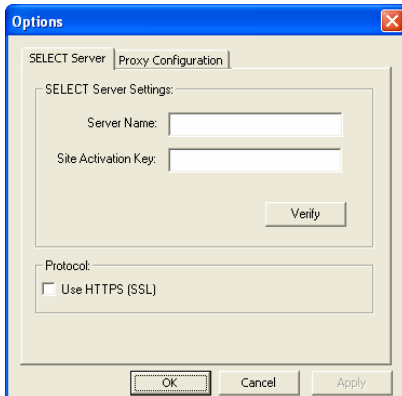 Options
SELECT Server Proxy Configuration
SELECT Server Settings:
Server Name:
Site Activation Key:
Verify
Protocol:
Use HTTPS (SSL)
OK Cancel Apply